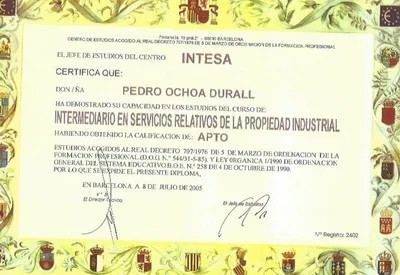 CENTRO DE ESTUDIOS ACOGIDO AL REAL DECRETO 707/1976 DE 5 DE MARZO DE ORDENACION DE LA FORMACION PROFESIONAL
EL JEFE DE ESTUDIOS DEL CENTRO INTESA
CERTIFICA QUE:
DON /ÑA PEDRO OCHOA DURALL
HA DEMOSTRADO SU CAPACIDAD EN LOS ESTUDIOS DEL CURSO DE:
INTERMEDIARIO EN SERVICIOS RELATIVOS DE LA PROPIEDAD INDUSTRIAL
HABIENDO OBTENIDO LA CALIFICACION DE: APTO
ESTUDIOS ACOGIDOS AL REAL DECRETO 707/1976 DE 5 DE MARZO DE ORDENACION DE LA
FORMACION PROFESIONAL (D.O.G N.º 544/31-5-85). Y LEY ORGANICA 1/1990 DE ORDENACION
GENERAL DEL SISTEMA EDUCATIVO B.O.E N.º 258 DE 4 DE OCTUBRE DE 1990.
POR LO QUE SE EXPIDE EL PRESENTE DIPLOMA,
EN BARCELONA A 8 DE JULIO DE 2005
Vº Bº
El Director Técnico El Jefe de Estudios
Nº Registro: 2402